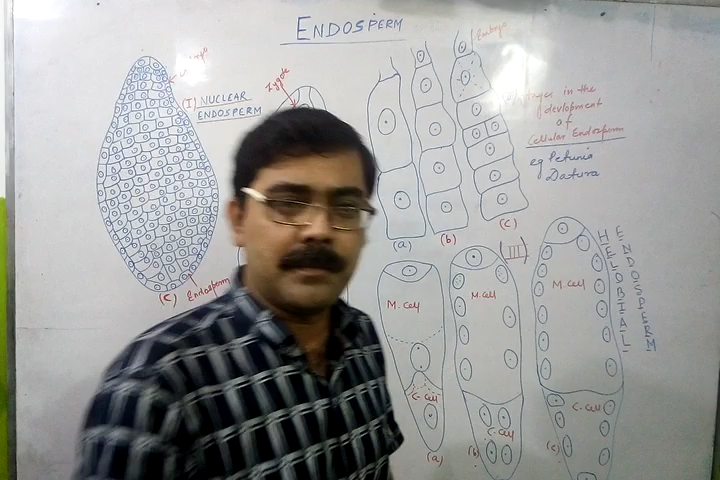 ENDOSPERM
(I) NUCLEAR
ENDOSPERM
Zygote
Endosperm
(C)
Embryo
Stages in the
devlopment
of
Cellular Endosperm
eg Petunia
Datura
(a)
(b)
(c)
(III)
HELOBIAL
ENDOSPERM
M.Cell
C-Cell
(a)
M.Cell
C-Cell
(b)
M.Cell
C-Cell
(c)